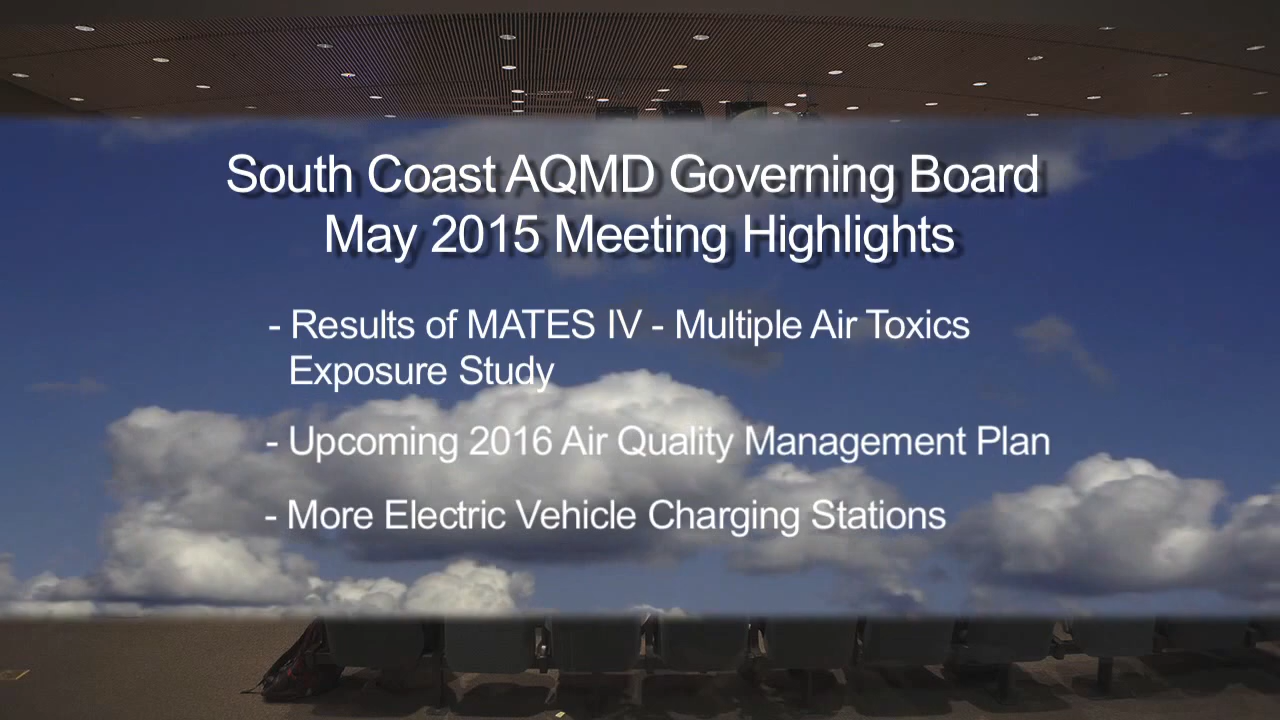 South Coast AQMD Governing Board
May 2015 Meeting Highlights
- Results of MATES IV - Multiple Air Toxics
Exposure Study
- Upcoming 2016 Air Quality Management Plan
- More Electric Vehicle Charging Stations